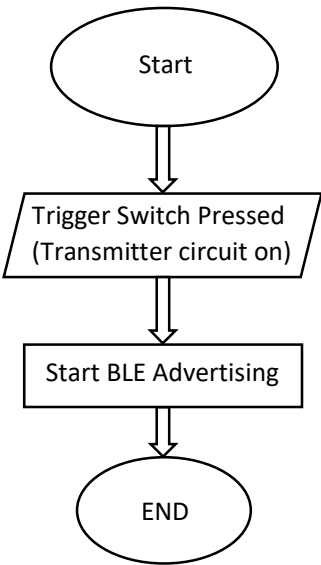 Start
Trigger Switch Pressed
(Transmitter circuit on)
Start BLE Advertising
END